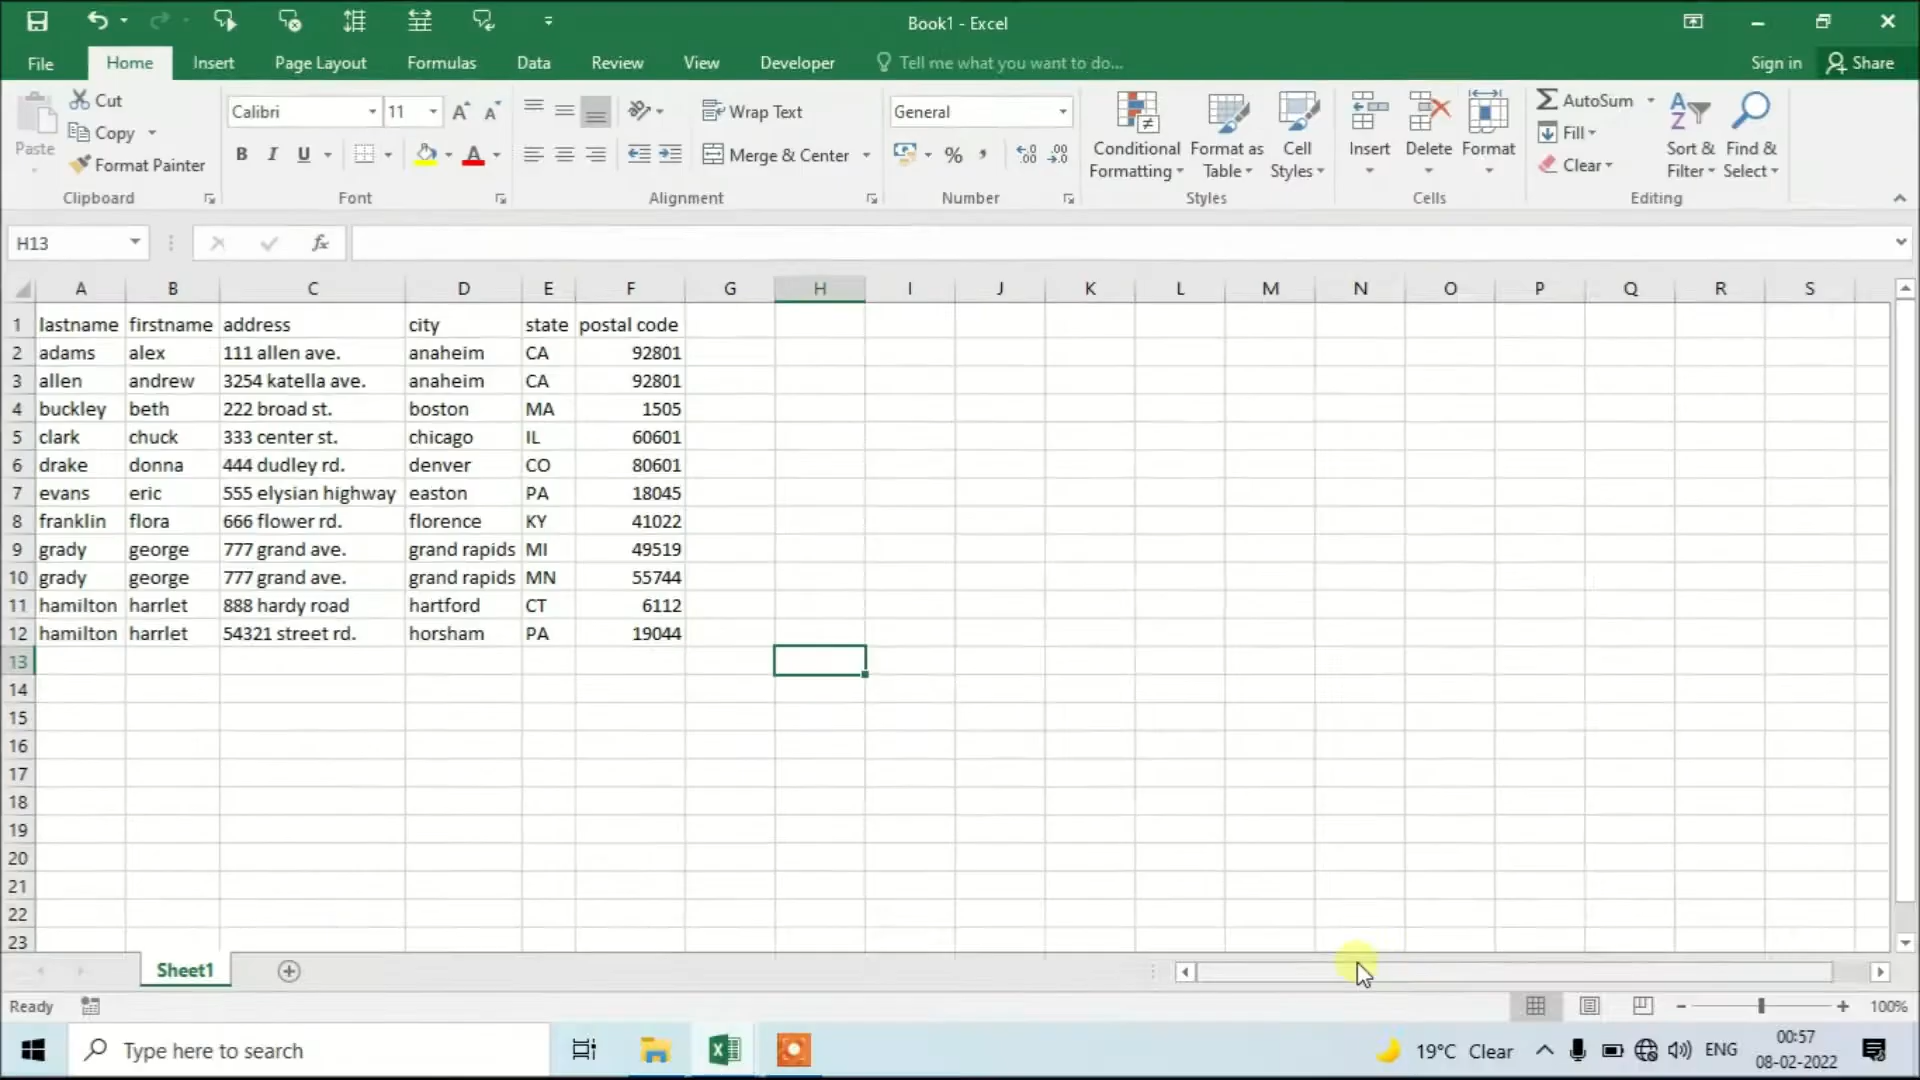 Book1 - Excel
File Home Insert Page Layout Formulas Data Review View Developer Tell me what you want to do... Sign in Share
Paste
Cut
Copy
Format Painter
Clipboard
Calibri 11
B I U
Font
Wrap Text
Merge & Center
Alignment
General
%
Number
Conditional Formatting
Format as Table
Cell Styles
Styles
Insert Delete Format
Cells
AutoSum
Fill
Clear
Sort & Filter
Find & Select
Editing
H13 fx
A B C D E F G H I J K L M N O P Q R S
1 lastname firstname address city state postal code
2 adams alex 111 allen ave. anaheim CA 92801
3 allen andrew 3254 katella ave. anaheim CA 92801
4 buckley beth 222 broad st. boston MA 1505
5 clark chuck 333 center st. chicago IL 60601
6 drake donna 444 dudley rd. denver CO 80601
7 evans eric 555 elysian highway easton PA 18045
8 franklin flora 666 flower rd. florence KY 41022
9 grady george 777 grand ave. grand rapids MI 49519
10 grady george 777 grand ave. grand rapids MN 55744
11 hamilton harrlet 888 hardy road hartford CT 6112
12 hamilton harrlet 54321 street rd. horsham PA 19044
13
14
15
16
17
18
19
20
21
22
23
Sheet1
Ready 100%
Type here to search 19°C Clear ENG 00:57
08-02-2022